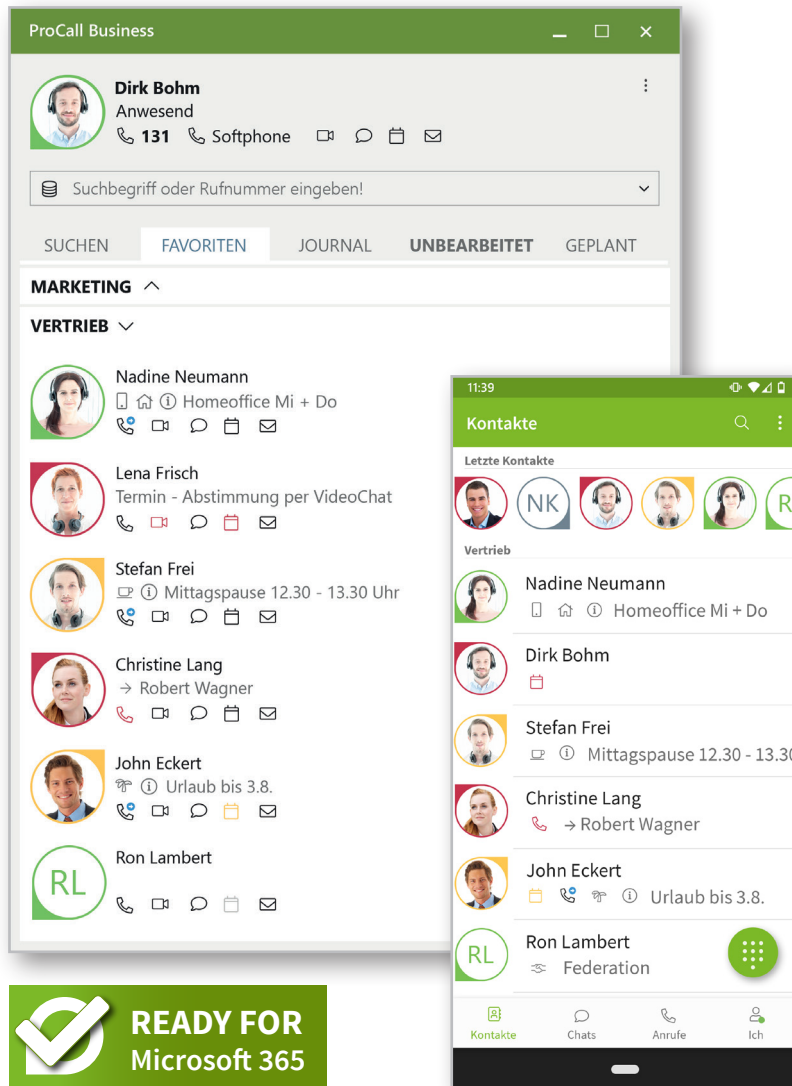 ProCall Business
Dirk Bohm
Anwesend
131 Softphone
Suchbegriff oder Rufnummer eingeben!
SUCHEN FAVORITEN JOURNAL UNBEARBEITET GEPLANT
MARKETING
VERTRIEB
Nadine Neumann
Homeoffice Mi + Do
Lena Frisch
Termin - Abstimmung per VideoChat
Stefan Frei
Mittagspause 12.30 - 13.30 Uhr
Christine Lang
→ Robert Wagner
John Eckert
Urlaub bis 3.8.
RL
Ron Lambert
11:39
Kontakte
Letzte Kontakte
NK
R
Vertrieb
Nadine Neumann
Homeoffice Mi + Do
Dirk Bohm
Stefan Frei
Mittagspause 12.30 - 13.30
Christine Lang
→ Robert Wagner
John Eckert
Urlaub bis 3.8.
RL
Ron Lambert
Federation
Kontakte Chats Anrufe Ich
READY FOR
Microsoft 365